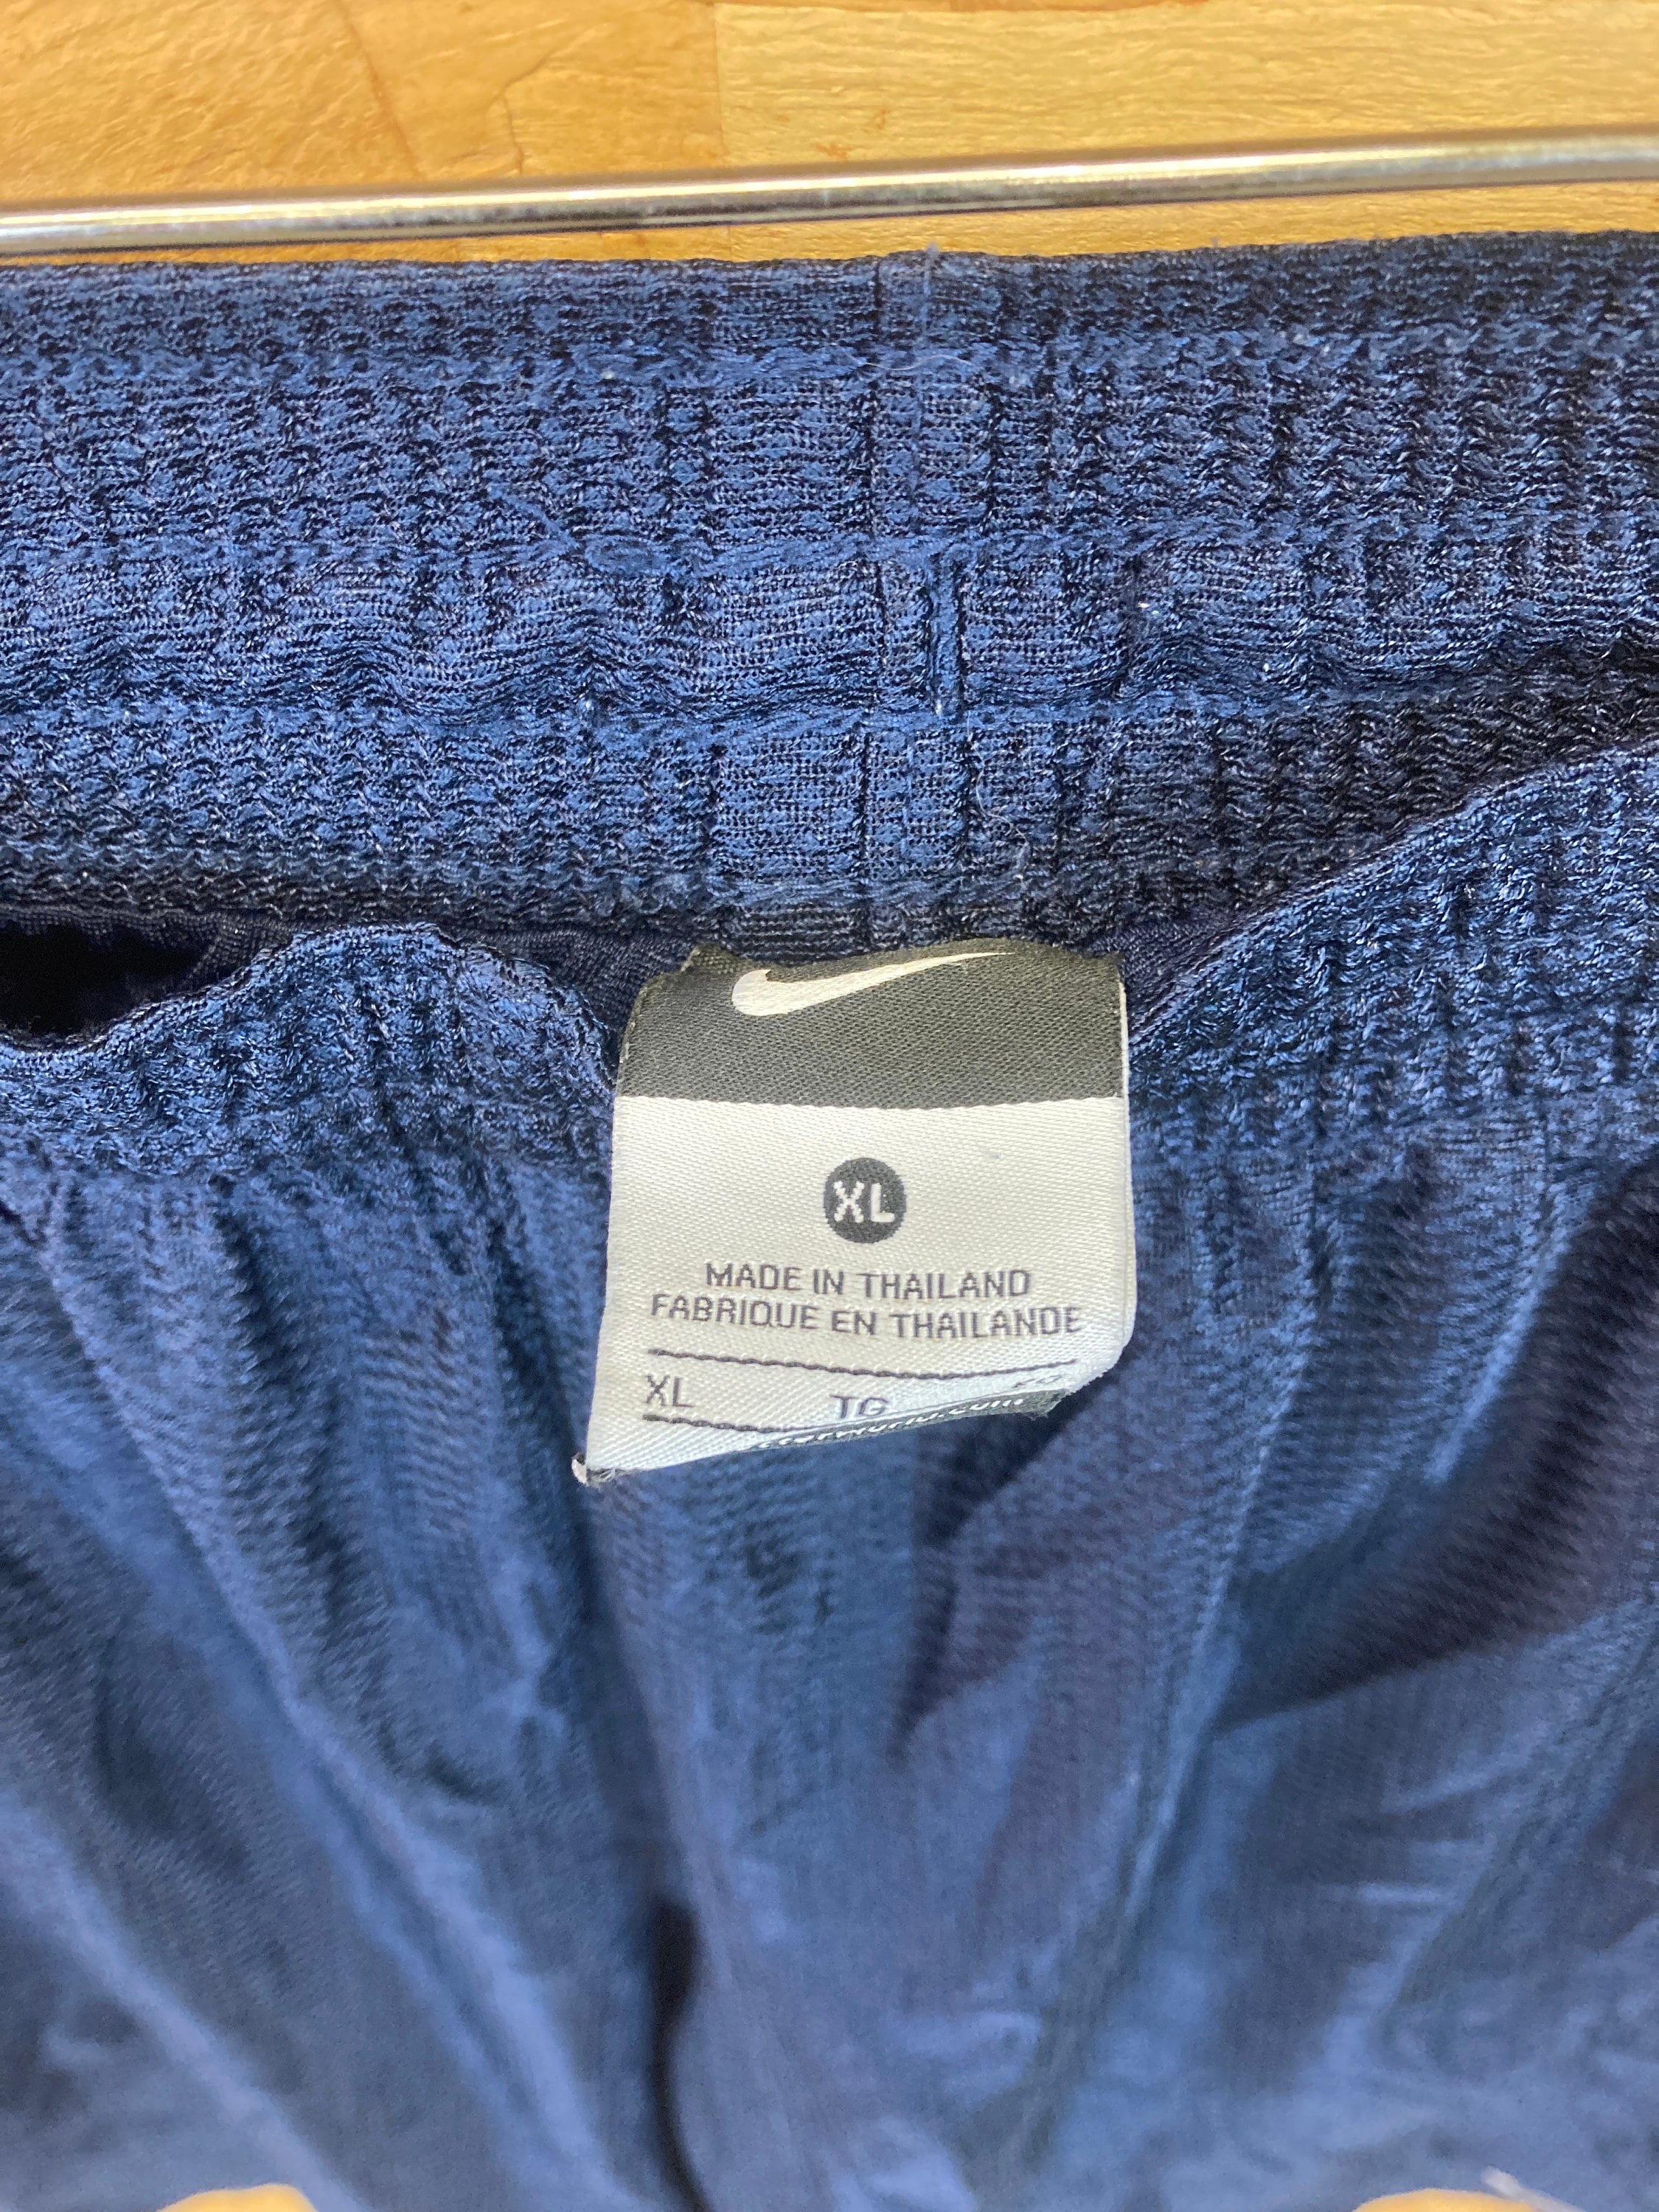 XL
MADE IN THAILAND
FABRIQUE EN THAILANDE
XL TG